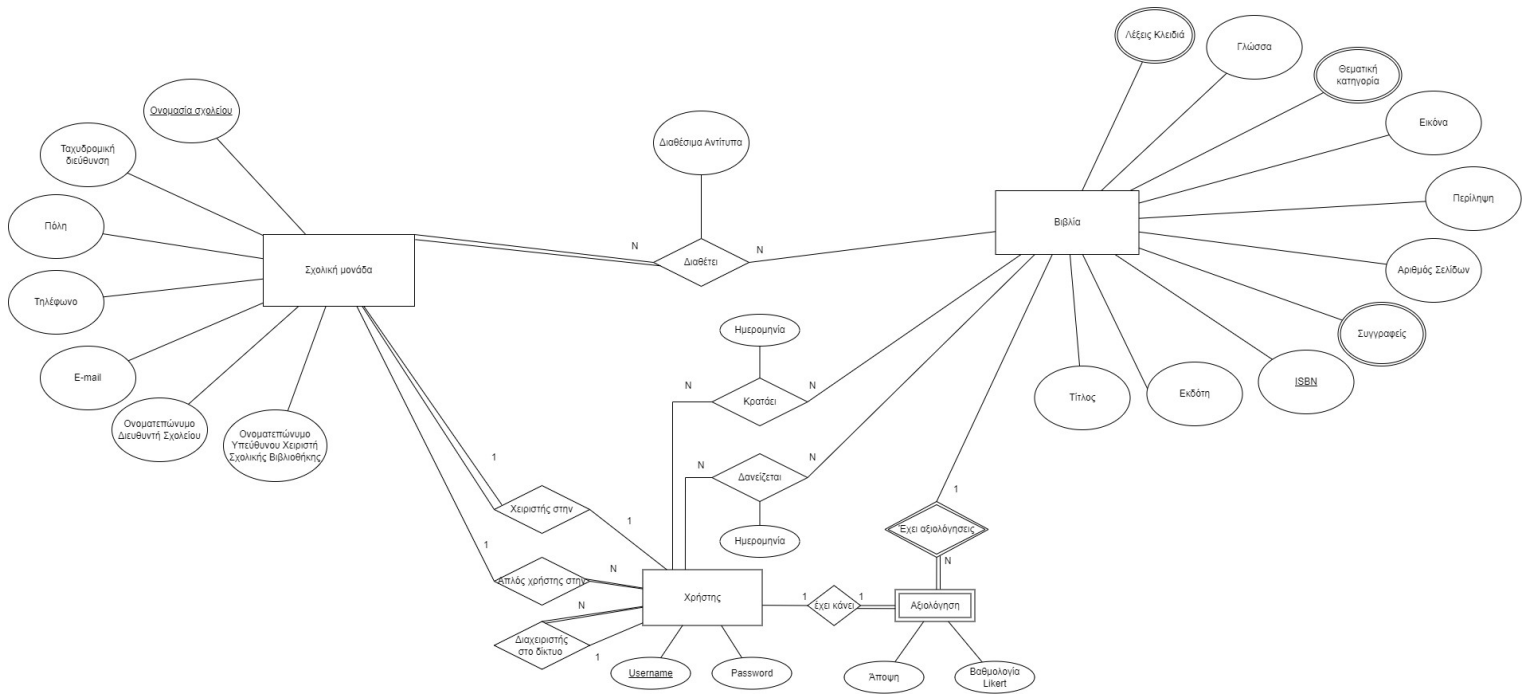 Λέξεις Κλειδιά
Γλώσσα
Θεματική
κατηγορία
Ονομασία σχολείου
Εικόνα
Διαθέσιμα Αντίτυπα
Ταχυδρομική
διεύθυνση
Περίληψη
Βιβλία
Πόλη
N
N
Σχολική μονάδα
Διαθέτει
Αριθμός Σελίδων
Τηλέφωνο
Ημερομηνία
Συγγραφείς
E-mail
N
N
ISBN
Κρατάει
Τίτλος
Εκδότη
Ονοματεπώνυμο
Διευθυντή Σχολείου
Ονοματεπώνυμο
Υπεύθυνου Χειριστή
Σχολικής Βιβλιοθήκης
1
N
N
Δανείζεται
1
Χειριστής στην
1
Έχει αξιολόγησεις
Ημερομηνία
1
N
N
Απλός χρήστης στην
Χρήστης
N
1
έχει κάνει
1
Αξιολόγηση
Διαχειριστής
στο δίκτυο
1
Username
Password
Άποψη
Βαθμολογία
Likert